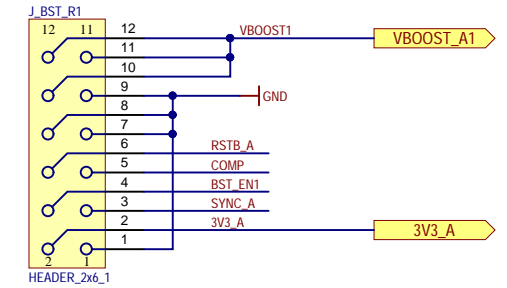 J_BST_R1
12 11 12 VBOOST1 VBOOST_A1
11
10
9 GND
8
7
6 RSTB_A
5 COMP
4 BST_EN1
3 SYNC_A
2 3V3_A 3V3_A
1
2 1
HEADER_2x6_1